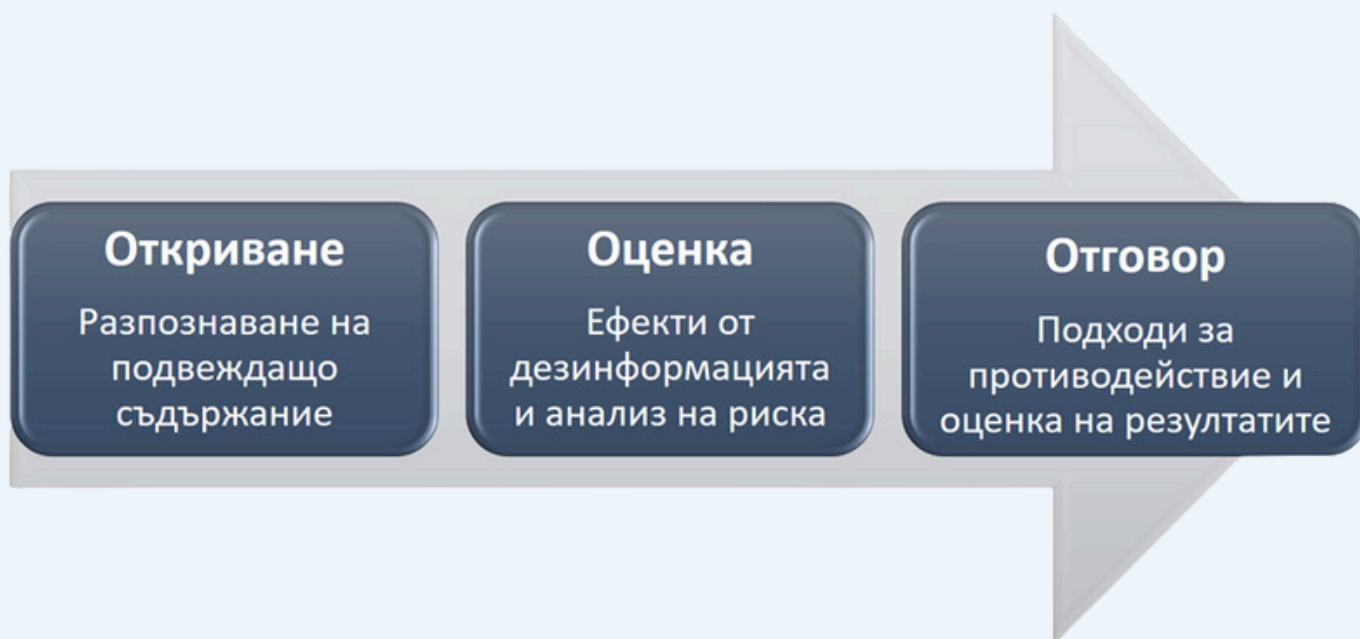 Откриване
Разпознаване на
подвеждащо
съдържание
Оценка
Ефекти от
дезинформацията
и анализ на риска
Отговор
Подходи за
противодействие и
оценка на резултатите